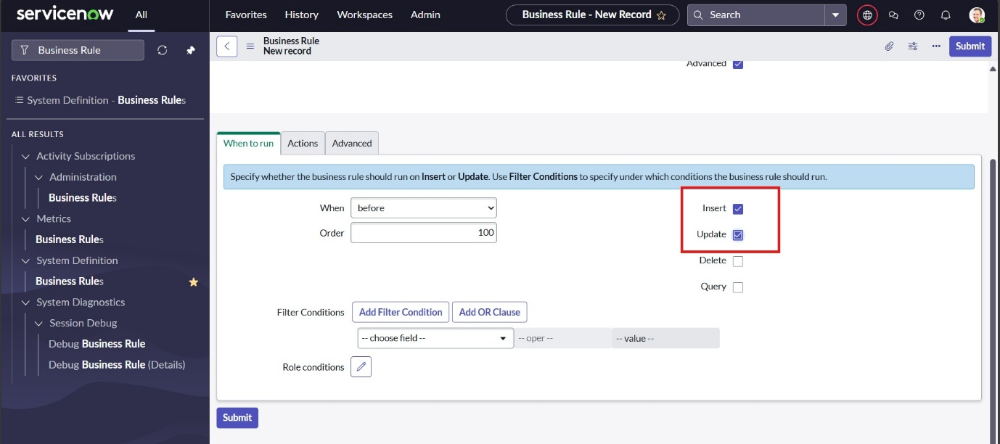 servicenow
All
Favorites
History
Workspaces
Admin
Business Rule - New Record
Search
Business Rule
FAVORITES
System Definition - Business Rules
ALL RESULTS
Activity Subscriptions
Administration
Business Rules
Metrics
Business Rules
System Definition
Business Rules
System Diagnostics
Session Debug
Debug Business Rule
Debug Business Rule (Details)
Business Rule
New record
Submit
Advanced
When to run
Actions
Advanced
Specify whether the business rule should run on Insert or Update. Use Filter Conditions to specify under which conditions the business rule should run.
When
before
Order
100
Insert
Update
Delete
Query
Filter Conditions
Add Filter Condition
Add OR Clause
-- choose field --
-- oper --
-- value --
Role conditions
Submit